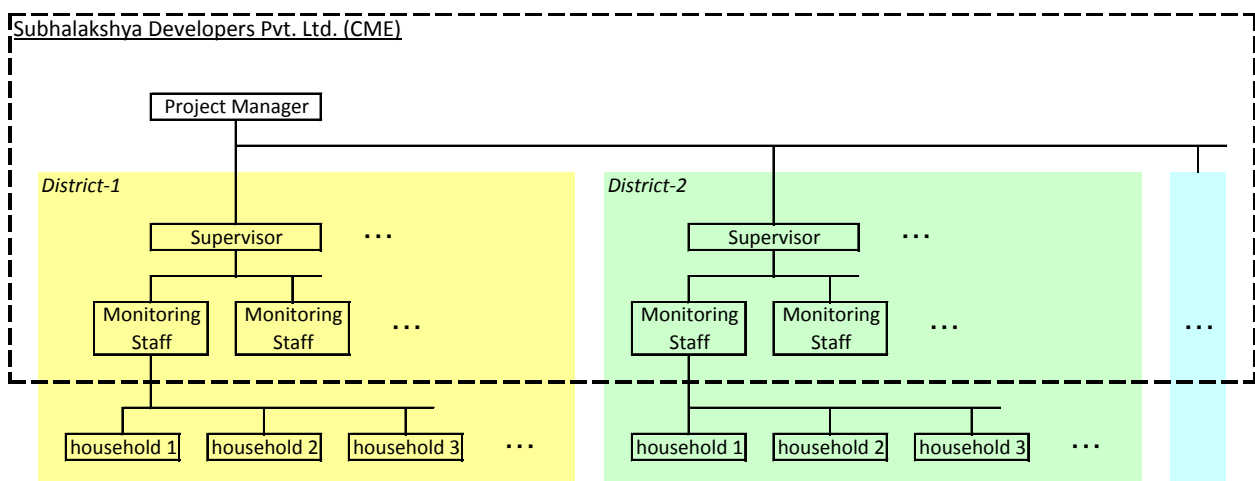 Subhalakshya Developers Pvt. Ltd. (CME)
Project Manager
District-1
District-2
Supervisor
...
Supervisor
...
Monitoring
Staff
Monitoring
Staff
...
Monitoring
Staff
Monitoring
Staff
...
...
household 1
household 2
household 3
...
household 1
household 2
household 3
...